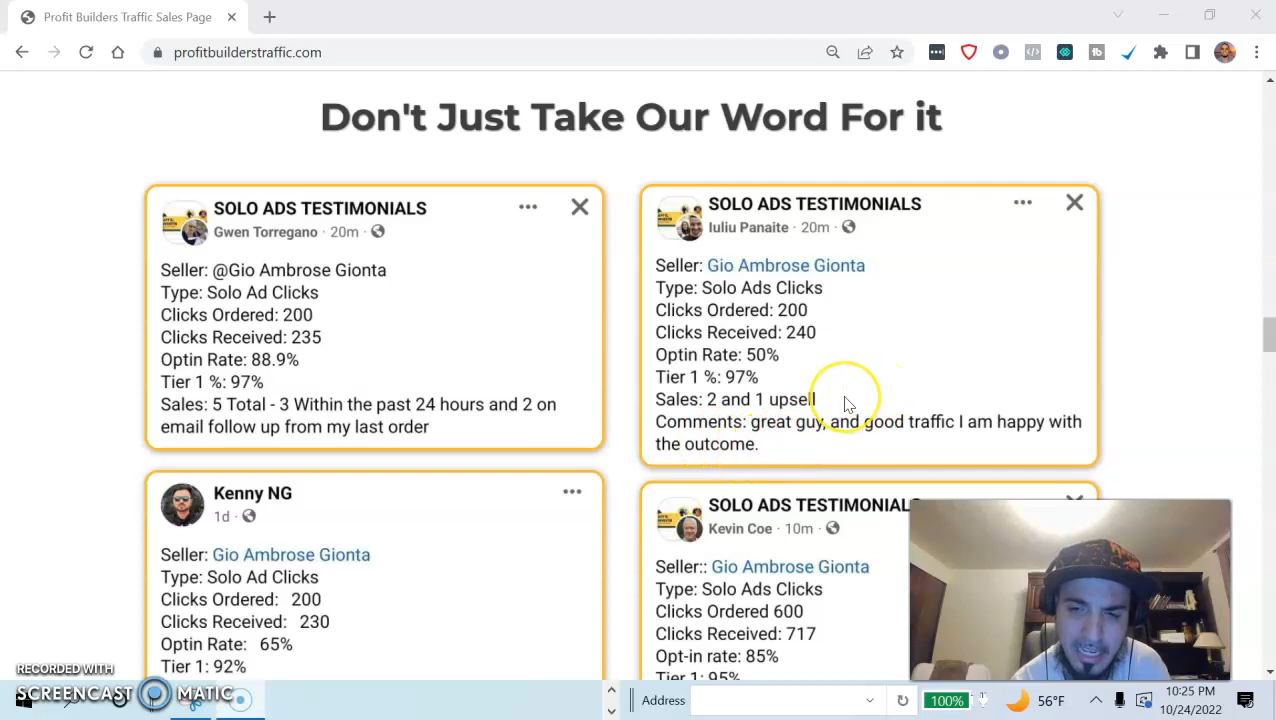 Profit Builders Traffic Sales Page
profitbuilderstraffic.com
Don't Just Take Our Word For it
SOLO ADS TESTIMONIALS
Gwen Torregano · 20m ·
Seller: @Gio Ambrose Gionta
Type: Solo Ad Clicks
Clicks Ordered: 200
Clicks Received: 235
Optin Rate: 88.9%
Tier 1 %: 97%
Sales: 5 Total - 3 Within the past 24 hours and 2 on
email follow up from my last order
SOLO ADS TESTIMONIALS
Iuliu Panaite · 20m ·
Seller: Gio Ambrose Gionta
Type: Solo Ads Clicks
Clicks Ordered: 200
Clicks Received: 240
Optin Rate: 50%
Tier 1 %: 97%
Sales: 2 and 1 upsell
Comments: great guy, and good traffic I am happy with
the outcome.
Kenny NG
1d ·
Seller: Gio Ambrose Gionta
Type: Solo Ad Clicks
Clicks Ordered: 200
Clicks Received: 230
Optin Rate: 65%
Tier 1: 92%
SOLO ADS TESTIMONIALS
Kevin Coe · 10m ·
Seller:: Gio Ambrose Gionta
Type: Solo Ads Clicks
Clicks Ordered 600
Clicks Received: 717
Opt-in rate: 85%
Tier 1: 95%
RECORDED WITH
SCREENCAST MATIC
Address
100%
56°F
10:25 PM
10/24/2022